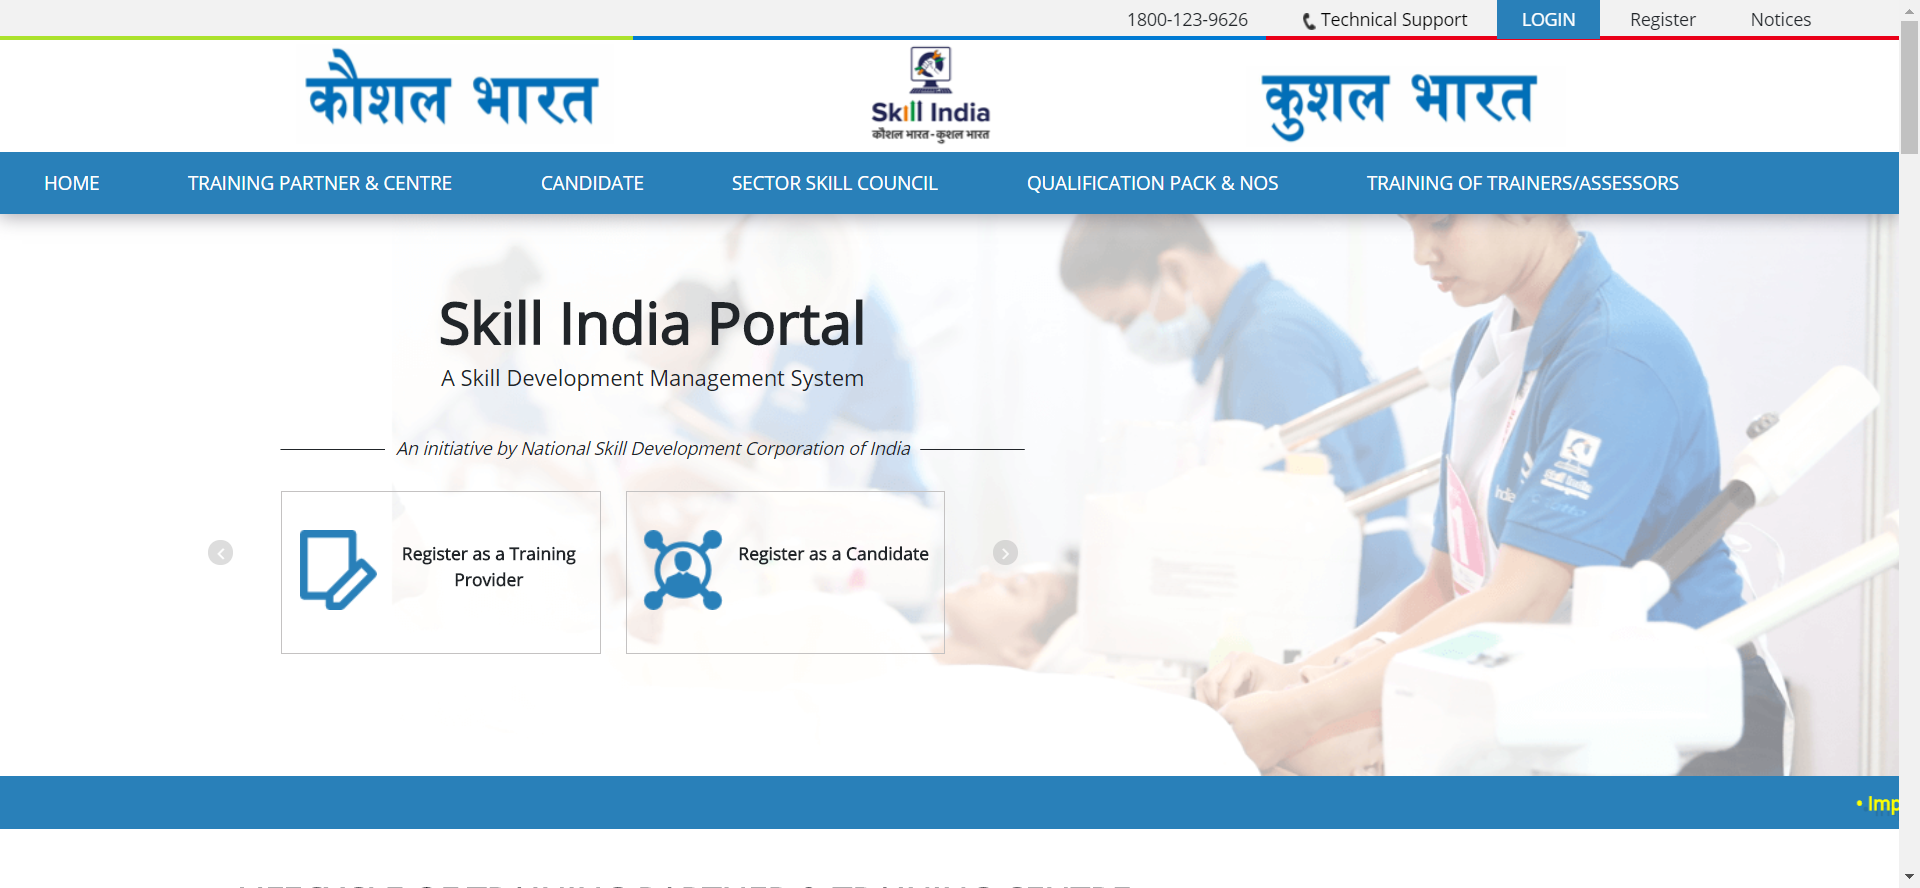 1800-123-9626 Technical Support LOGIN Register Notices
कौशल भारत
Skill India
कौशल भारत-कुशल भारत
कुशल भारत
HOME TRAINING PARTNER & CENTRE CANDIDATE SECTOR SKILL COUNCIL QUALIFICATION PACK & NOS TRAINING OF TRAINERS/ASSESSORS
Skill India Portal
A Skill Development Management System
An initiative by National Skill Development Corporation of India
Register as a Training
Provider
Register as a Candidate
Skill India
• Imp